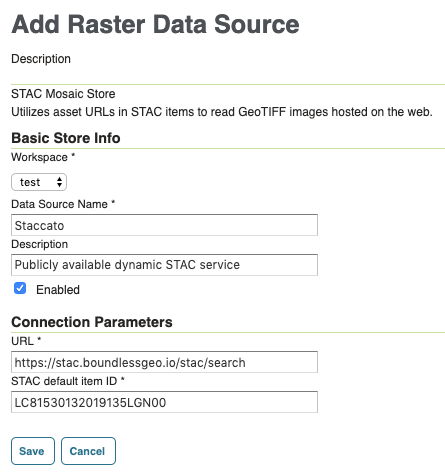 Add Raster Data Source
Description
STAC Mosaic Store
Utilizes asset URLs in STAC items to read GeoTIFF images hosted on the web.
Basic Store Info
Workspace *
test
Data Source Name *
Staccato
Description
Publicly available dynamic STAC service
Enabled
Connection Parameters
URL *
https://stac.boundlessgeo.io/stac/search
STAC default item ID *
LC81530132019135LGN00
Save Cancel